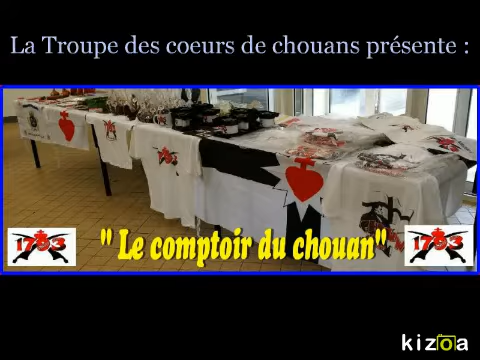 La Troupe des coeurs de chouans présente :
" Le comptoir du chouan"
1793
1793
kizoa